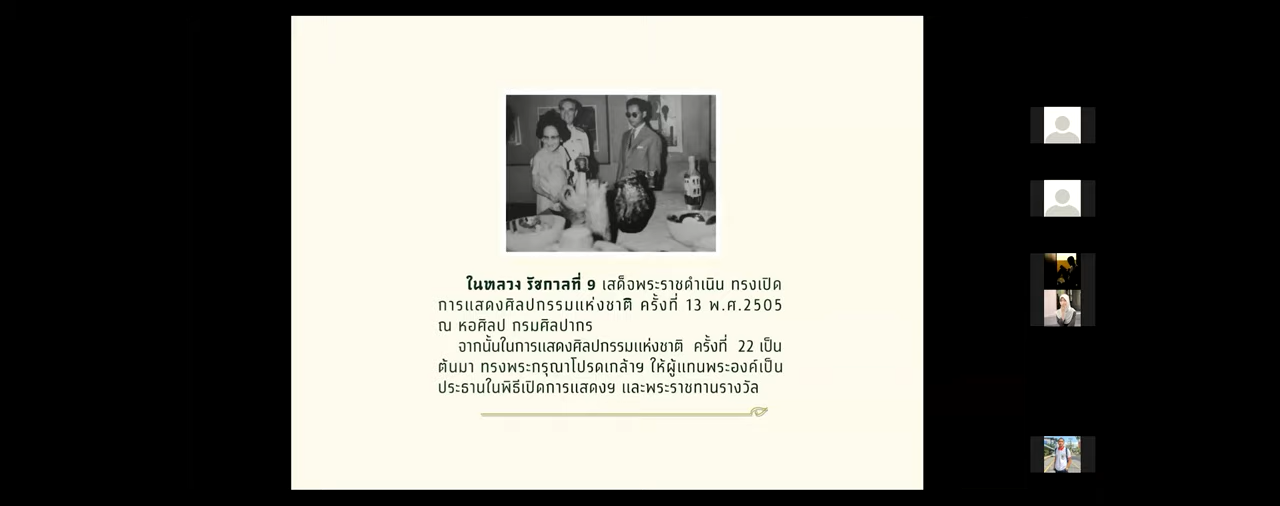 ในหลวง รัชกาลที่ 9 เสด็จพระราชดำเนิน ทรงเปิด
การแสดงศิลปกรรมแห่งชาติ ครั้งที่ 13 พ.ศ.2505
ณ หอศิลป กรมศิลปากร
จากนั้นในการแสดงศิลปกรรมแห่งชาติ ครั้งที่ 22 เป็น
ต้นมา ทรงพระกรุณาโปรดเกล้าฯ ให้ผู้แทนพระองค์เป็น
ประธานในพิธีเปิดการแสดงฯ และพระราชทานรางวัล